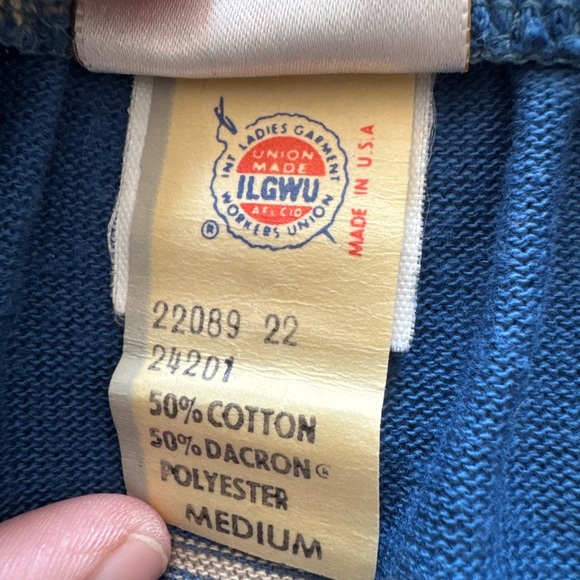 INT. LADIES GARMENT
WORKERS UNION
UNION
MADE
ILGWU
AFL CIO
®
MADE IN U.S.A
22089 22
24201
50% COTTON
50% DACRON®
POLYESTER
MEDIUM